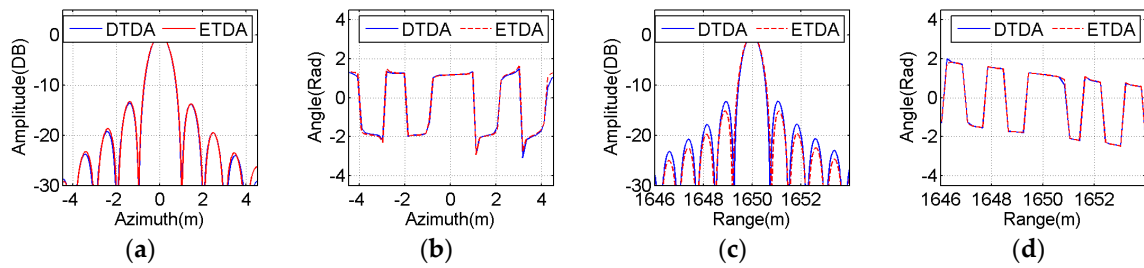 DTDA ETDA
Amplitude(DB)
0
-10
-20
-30
-4 -2 0 2 4
Azimuth(m)
(a)
DTDA ETDA
Angle(Rad)
4
2
0
-2
-4
-4 -2 0 2 4
Azimuth(m)
(b)
DTDA ETDA
Amplitude(DB)
0
-10
-20
-30
1646 1648 1650 1652
Range(m)
(c)
DTDA ETDA
Angle(Rad)
4
2
0
-2
-4
1646 1648 1650 1652
Range(m)
(d)